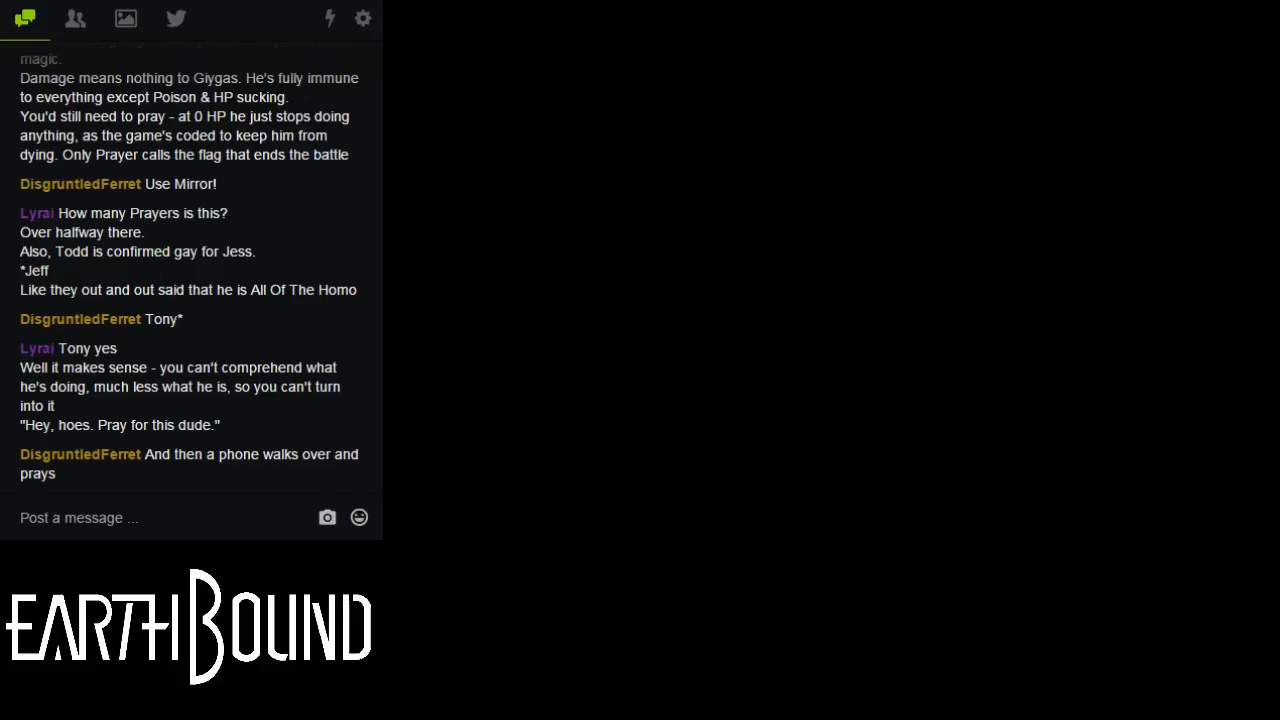 magic.
Damage means nothing to Giygas. He's fully immune
to everything except Poison & HP sucking.
You'd still need to pray - at 0 HP he just stops doing
anything, as the game's coded to keep him from
dying. Only Prayer calls the flag that ends the battle
DisgruntledFerret Use Mirror!
Lyrai How many Prayers is this?
Over halfway there.
Also, Todd is confirmed gay for Jess.
*Jeff
Like they out and out said that he is All Of The Homo
DisgruntledFerret Tony*
Lyrai Tony yes
Well it makes sense - you can't comprehend what
he's doing, much less what he is, so you can't turn
into it
"Hey, hoes. Pray for this dude."
DisgruntledFerret And then a phone walks over and
prays
Post a message ...
EARTHBOUND